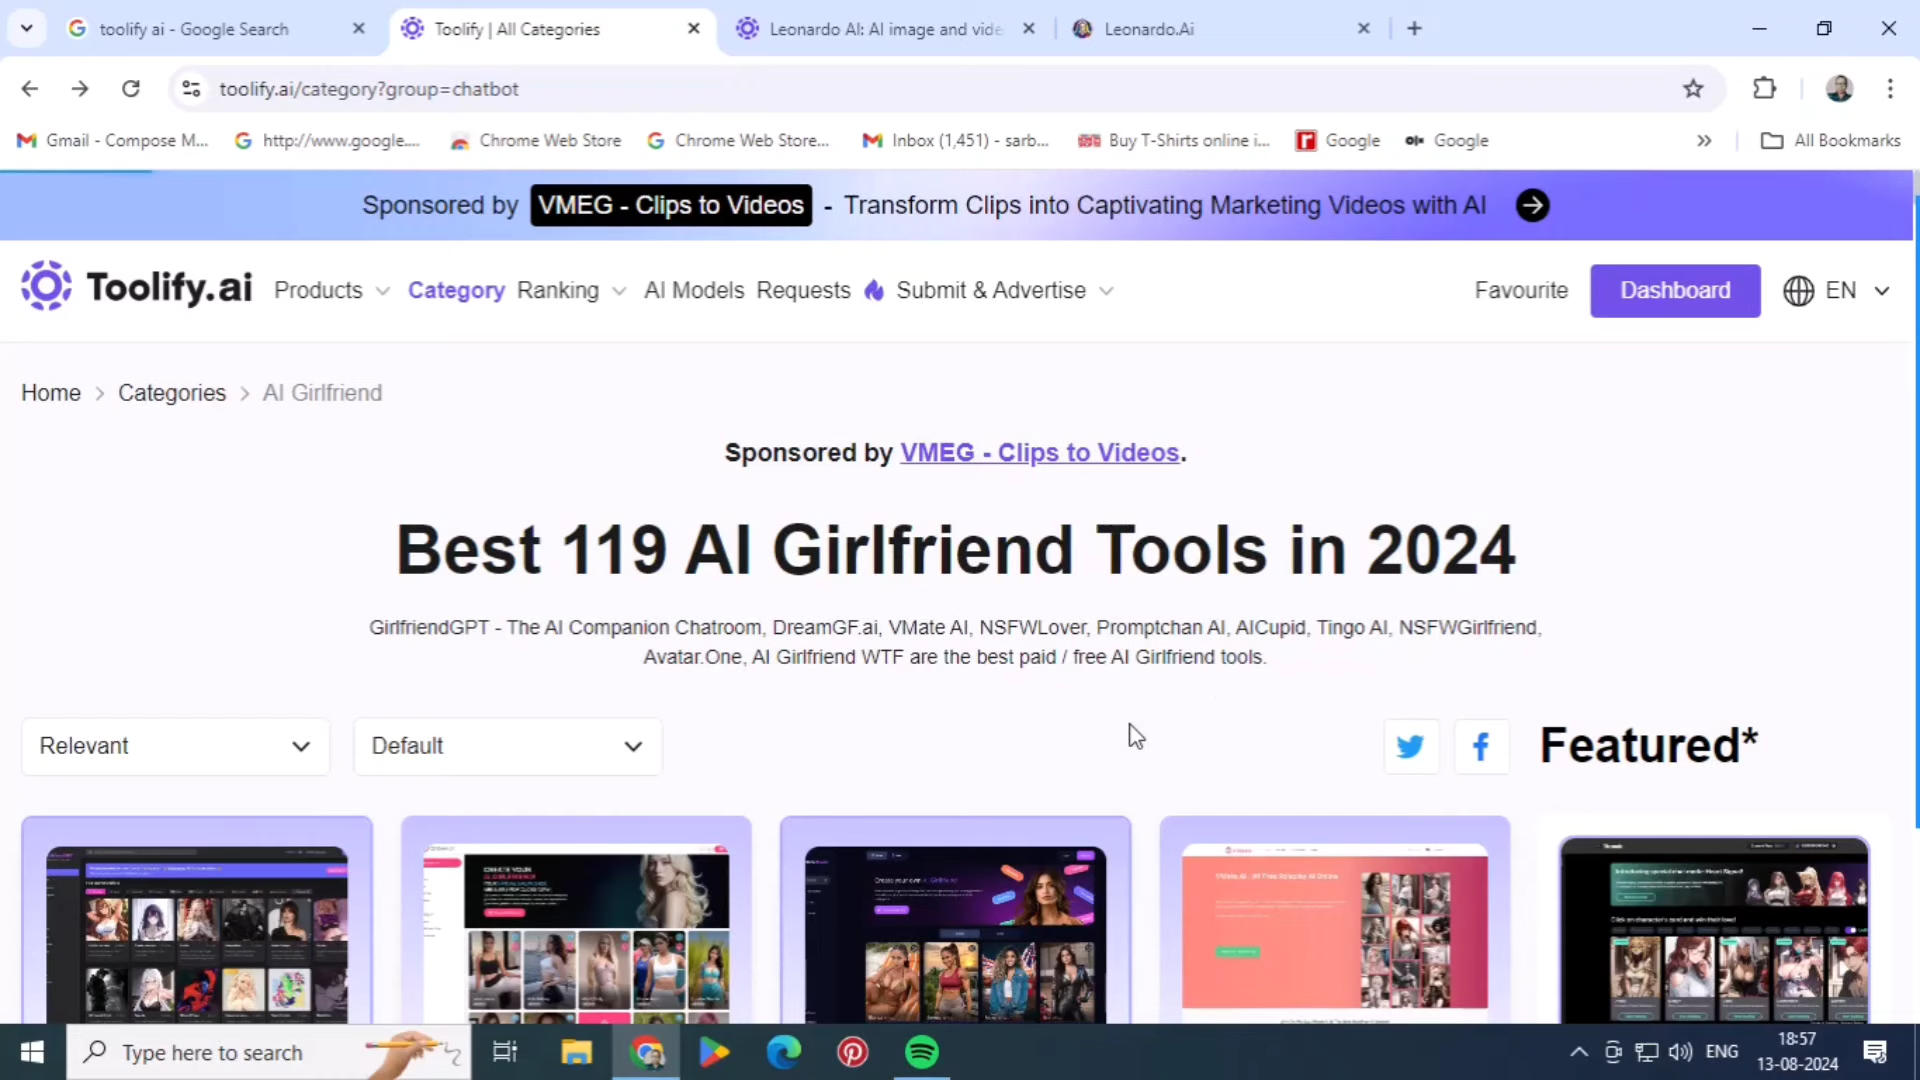 toolify ai - Google Search
Toolify | All Categories
Leonardo AI: AI image and vide
Leonardo.Ai
toolify.ai/category?group=chatbot
Gmail - Compose M...
http://www.google....
Chrome Web Store
Chrome Web Store...
Inbox (1,451) - sarb...
Buy T-Shirts online i...
Google
Google
All Bookmarks
Sponsored by VMEG - Clips to Videos - Transform Clips into Captivating Marketing Videos with AI
Toolify.ai
Products
Category
Ranking
AI Models
Requests
Submit & Advertise
Favourite
Dashboard
EN
Home > Categories > AI Girlfriend
Sponsored by VMEG - Clips to Videos.
Best 119 AI Girlfriend Tools in 2024
GirlfriendGPT - The AI Companion Chatroom, DreamGF.ai, VMate AI, NSFWLover, Promptchan AI, AICupid, Tingo AI, NSFWGirlfriend,
Avatar.One, AI Girlfriend WTF are the best paid / free AI Girlfriend tools.
Relevant
Default
Featured*
Type here to search
ENG
18:57
13-08-2024